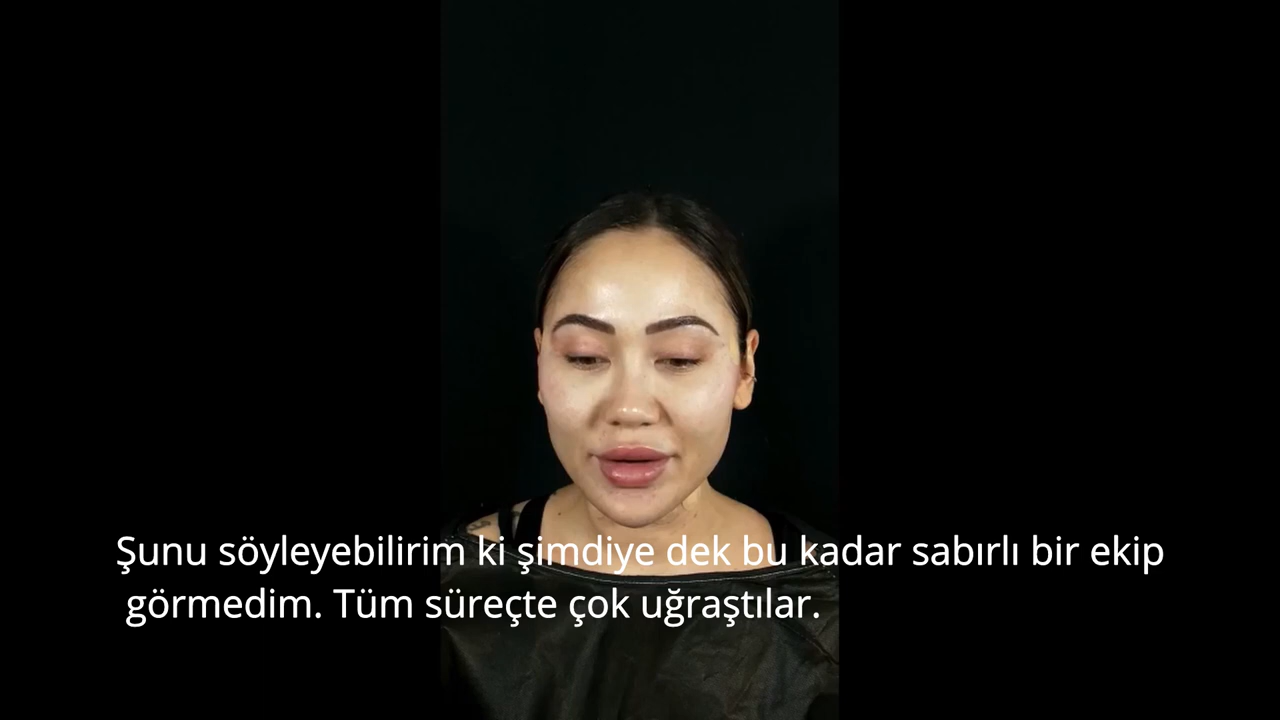 Şunu söyleyebilirim ki şimdiye dek bu kadar sabırlı bir ekip
görmedim. Tüm süreçte çok uğraştılar.